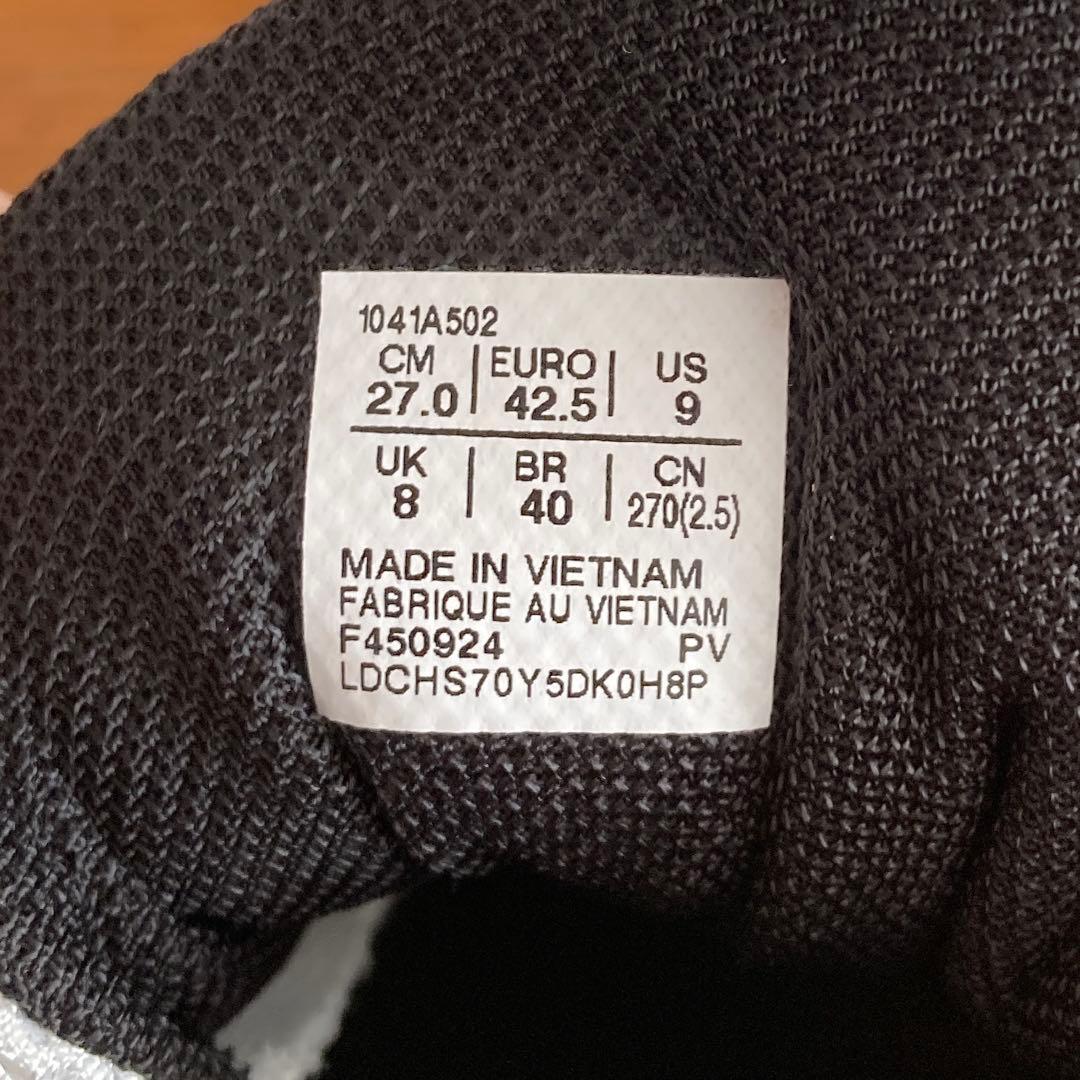 1041A502
CM | EURO | US
27.0 | 42.5 | 9
UK | BR | CN
8 | 40 | 270(2.5)
MADE IN VIETNAM
FABRIQUE AU VIETNAM
F450924 PV
LDCHS70Y5DK0H8P